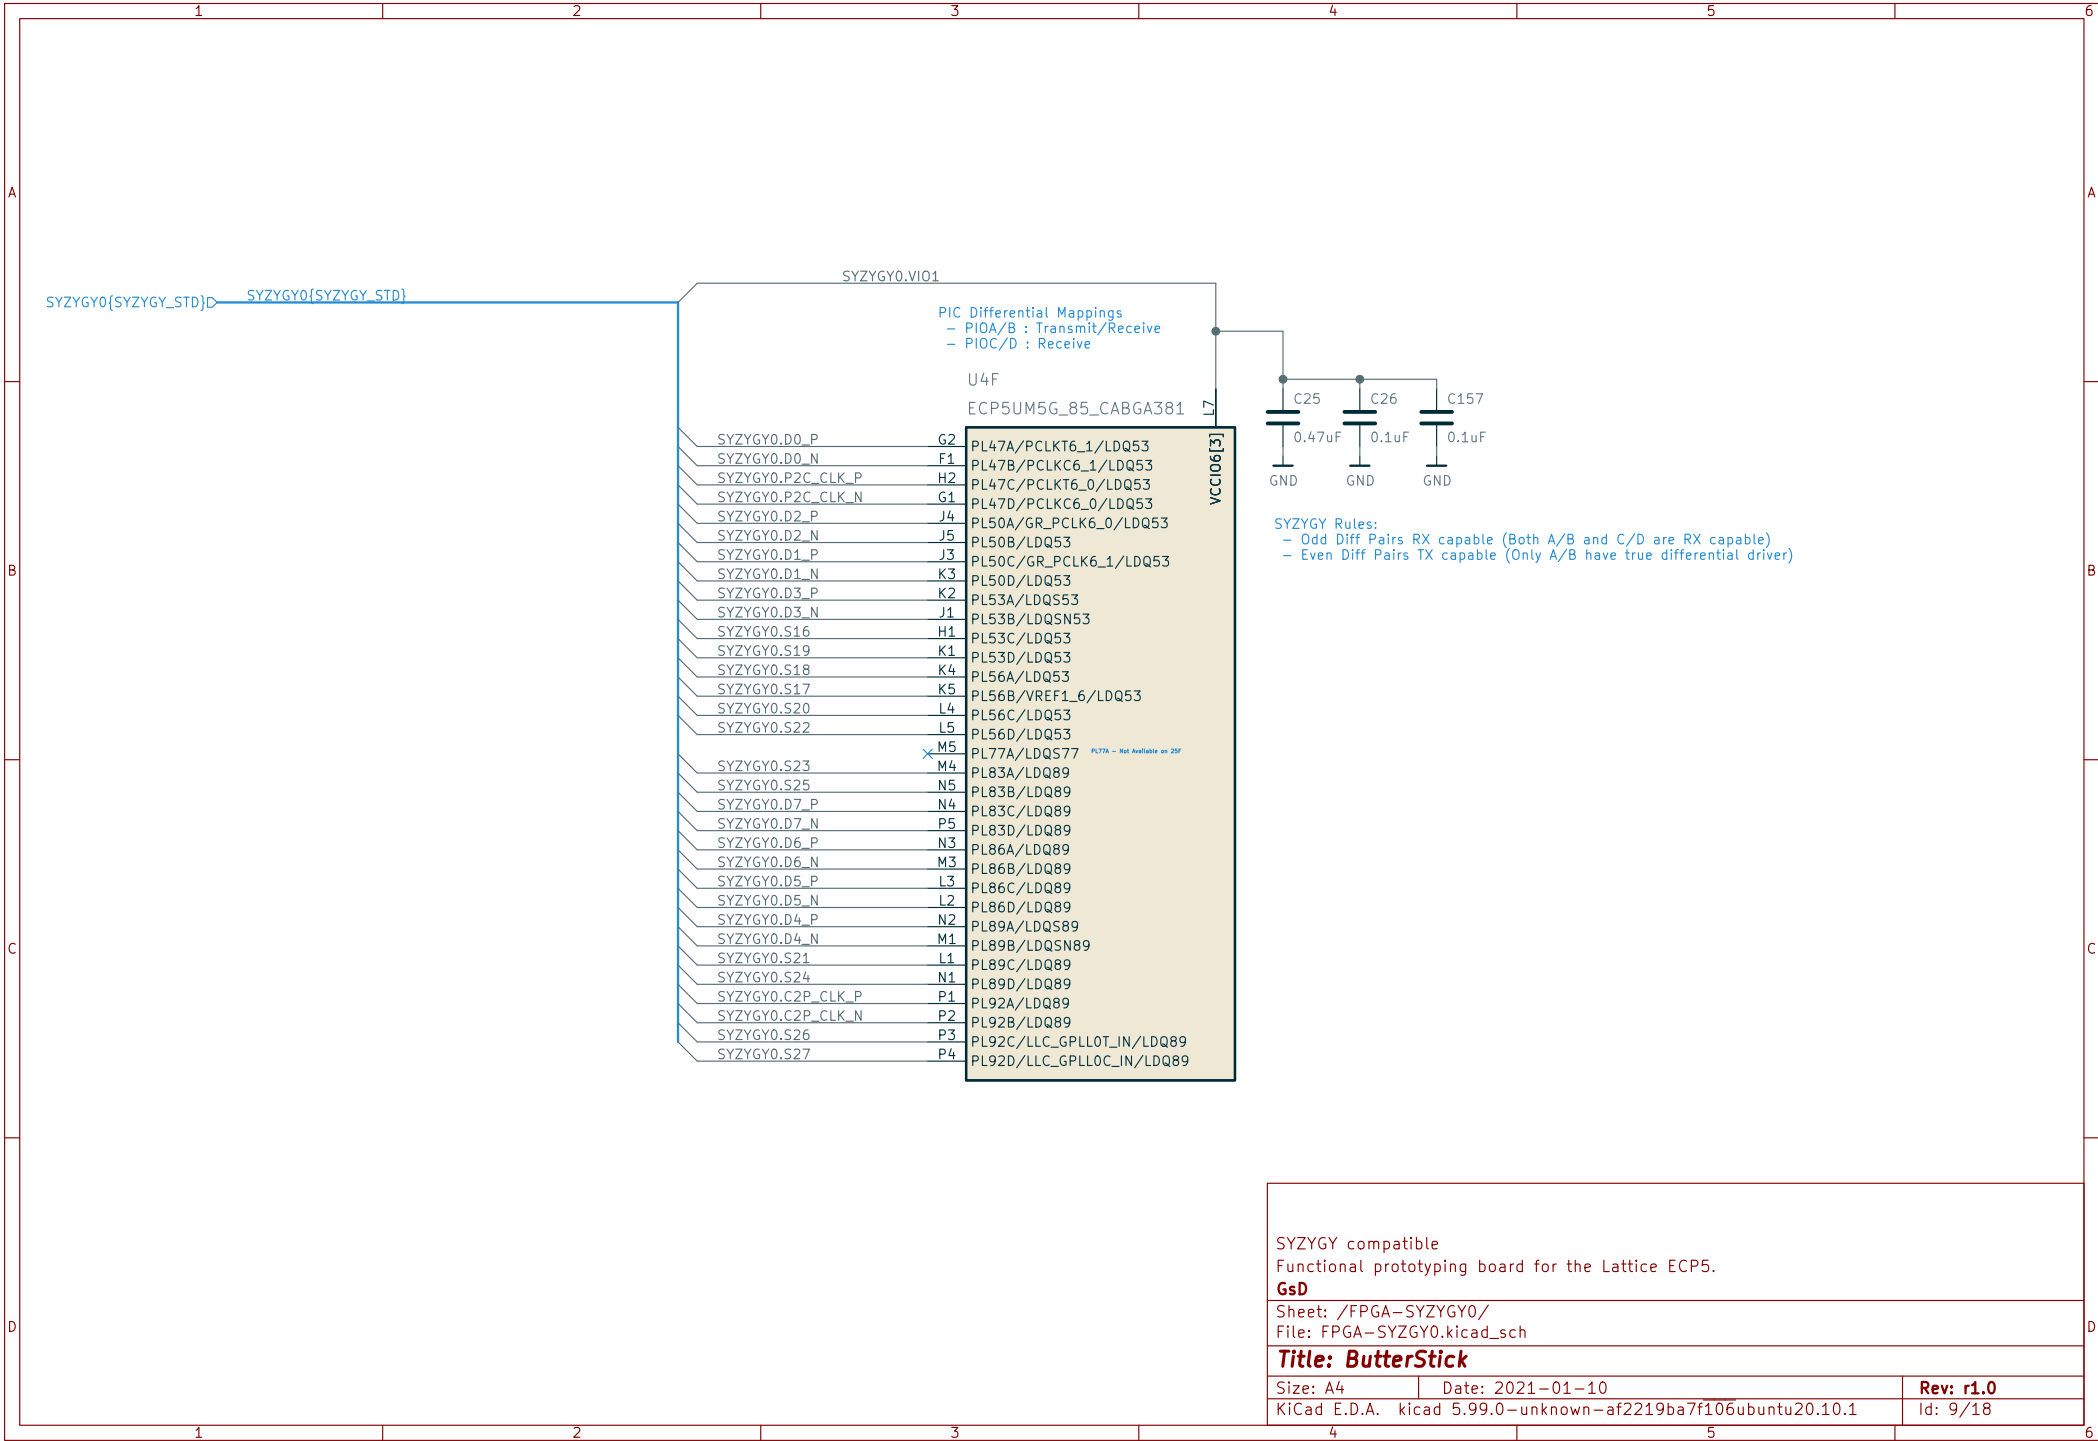 1 2 3 4 5 6
A A
SYZYGY0.VIO1
SYZYGY0{SYZYGY_STD} SYZYGY0{SYZYGY_STD}
PIC Differential Mappings
- PIOA/B : Transmit/Receive
- PIOC/D : Receive
U4F
ECP5UM5G_85_CABGA381
L7
VCCIO6[3]
C25 C26 C157
0.47uF 0.1uF 0.1uF
GND GND GND
SYZYGY Rules:
- Odd Diff Pairs RX capable (Both A/B and C/D are RX capable)
- Even Diff Pairs TX capable (Only A/B have true differential driver)
B B
SYZYGY0.D0_P G2 PL47A/PCLKT6_1/LDQ53
SYZYGY0.D0_N F1 PL47B/PCLKC6_1/LDQ53
SYZYGY0.P2C_CLK_P H2 PL47C/PCLKT6_0/LDQ53
SYZYGY0.P2C_CLK_N G1 PL47D/PCLKC6_0/LDQ53
SYZYGY0.D2_P J4 PL50A/GR_PCLK6_0/LDQ53
SYZYGY0.D2_N J5 PL50B/LDQ53
SYZYGY0.D1_P J3 PL50C/GR_PCLK6_1/LDQ53
SYZYGY0.D1_N K3 PL50D/LDQ53
SYZYGY0.D3_P K2 PL53A/LDQS53
SYZYGY0.D3_N J1 PL53B/LDQSN53
SYZYGY0.S16 H1 PL53C/LDQ53
SYZYGY0.S19 K1 PL53D/LDQ53
SYZYGY0.S18 K4 PL56A/LDQ53
SYZYGY0.S17 K5 PL56B/VREF1_6/LDQ53
SYZYGY0.S20 L4 PL56C/LDQ53
SYZYGY0.S22 L5 PL56D/LDQ53
M5 PL77A/LDQS77 PL77A - Not Available on 25F
SYZYGY0.S23 M4 PL83A/LDQ89
SYZYGY0.S25 N5 PL83B/LDQ89
SYZYGY0.D7_P N4 PL83C/LDQ89
SYZYGY0.D7_N P5 PL83D/LDQ89
SYZYGY0.D6_P N3 PL86A/LDQ89
SYZYGY0.D6_N M3 PL86B/LDQ89
SYZYGY0.D5_P L3 PL86C/LDQ89
SYZYGY0.D5_N L2 PL86D/LDQ89
SYZYGY0.D4_P N2 PL89A/LDQS89
SYZYGY0.D4_N M1 PL89B/LDQSN89
SYZYGY0.S21 L1 PL89C/LDQ89
SYZYGY0.S24 N1 PL89D/LDQ89
SYZYGY0.C2P_CLK_P P1 PL92A/LDQ89
SYZYGY0.C2P_CLK_N P2 PL92B/LDQ89
SYZYGY0.S26 P3 PL92C/LLC_GPLL0T_IN/LDQ89
SYZYGY0.S27 P4 PL92D/LLC_GPLL0C_IN/LDQ89
C C
SYZYGY compatible
Functional prototyping board for the Lattice ECP5.
GsD
Sheet: /FPGA-SYZYGY0/
File: FPGA-SYZGY0.kicad_sch
D D
Title: ButterStick
Size: A4 Date: 2021-01-10 Rev: r1.0
KiCad E.D.A. kicad 5.99.0-unknown-af2219ba7f106ubuntu20.10.1 Id: 9/18
1 2 3 4 5 6